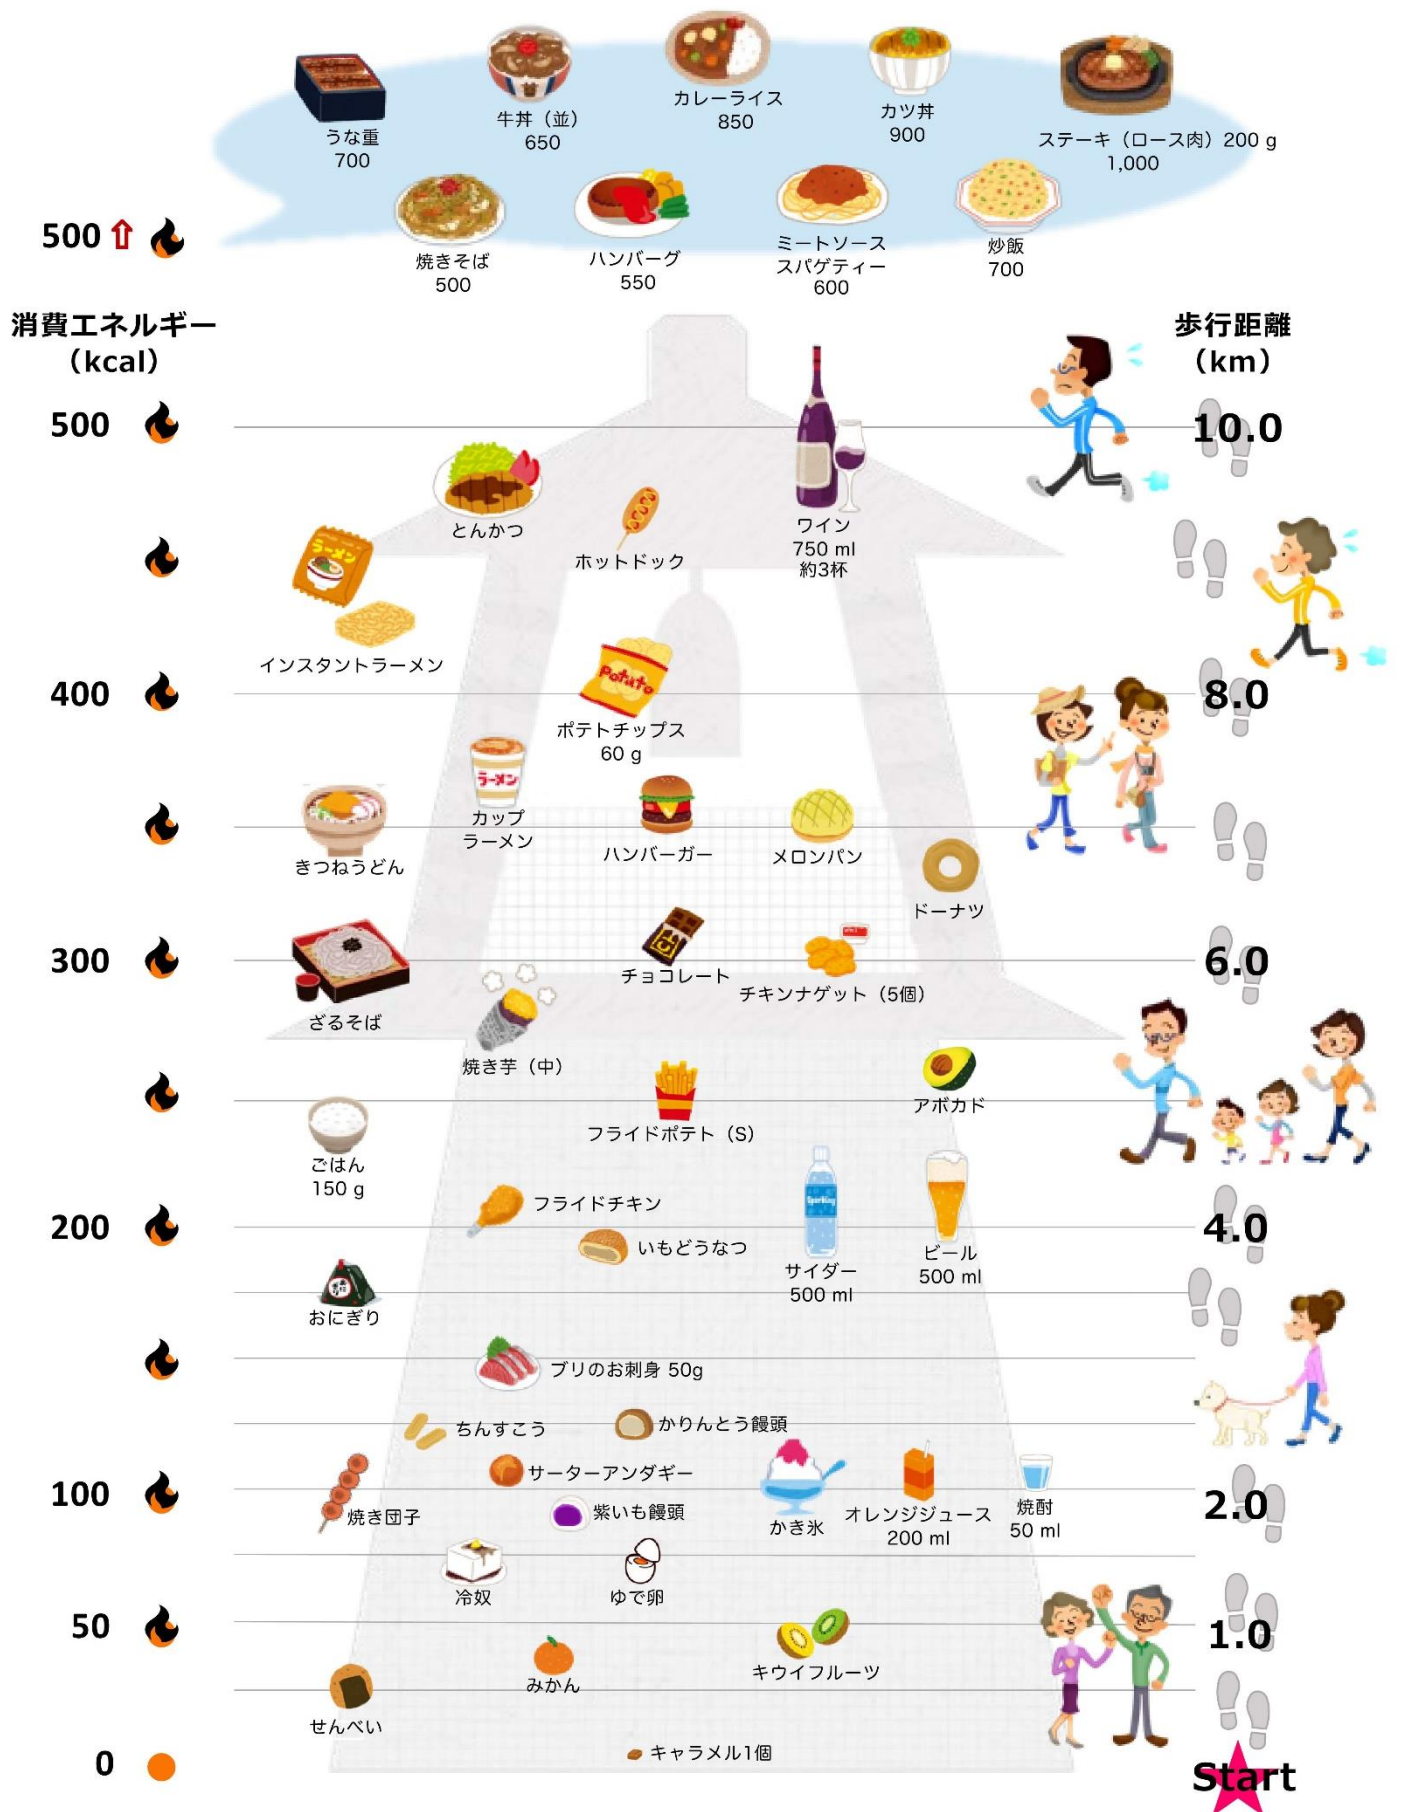 うな重
700
牛丼（並）
650
カレーライス
850
カツ丼
900
ステーキ（ロース肉）200 g
1,000
500⇧
焼きそば
500
ハンバーグ
550
ミートソース
スパゲティー
600
炒飯
700
消費エネルギー
（kcal）
歩行距離
（km）
500
10.0
とんかつ
ホットドック
ワイン
750 ml
約3杯
ラーメン
インスタントラーメン
400
Potato
8.0
ポテトチップス
60 g
ラーメン
カップ
ラーメン
きつねうどん
ハンバーガー
メロンパン
ドーナツ
300
6.0
ざるそば
チョコレート
チキンナゲット（5個）
焼き芋（中）
アボカド
フライドポテト（S）
ごはん
150 g
フライドチキン
200
4.0
いもどうなつ
サイダー
500 ml
ビール
500 ml
おにぎり
ブリのお刺身 50g
ちんすこう
かりんとう饅頭
サーターアンダギー
100
2.0
焼き団子
紫いも饅頭
かき氷
オレンジジュース
200 ml
焼酎
50 ml
冷奴
ゆで卵
50
1.0
みかん
キウイフルーツ
せんべい
キャラメル1個
0
Start